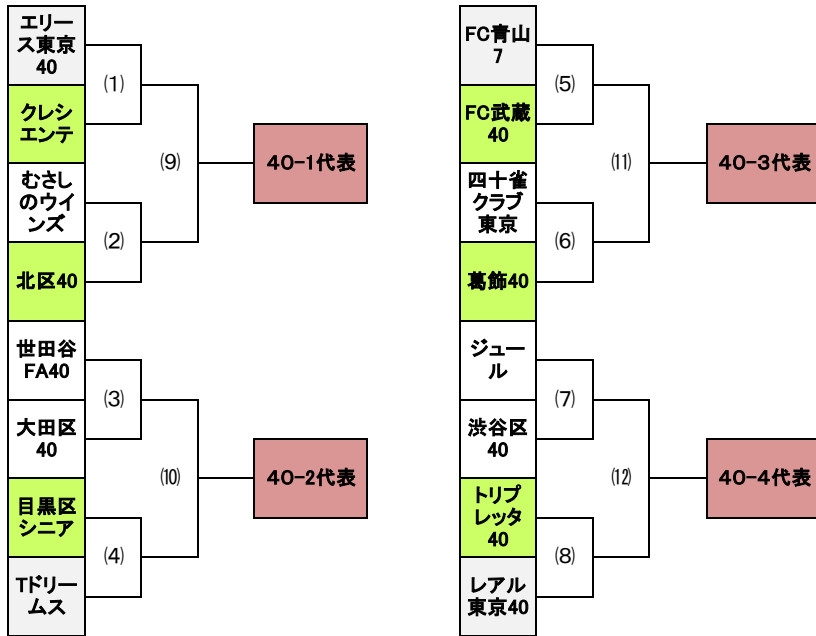 エリー
ス東京
40
クレシ
エンテ
むさし
のウイ
ンズ
北区40
世田谷
FA40
大田区
40
目黒区
シニア
Tドリー
ムス
⑴
⑵
⑶
⑷
⑼
⑽
40-1代表
40-2代表
FC青山
7
FC武蔵
40
四十雀
クラブ
東京
葛飾40
ジュー
ル
渋谷区
40
トリプ
レッタ
40
レアル
東京40
⑸
⑹
⑺
⑻
⑾
⑿
40-3代表
40-4代表